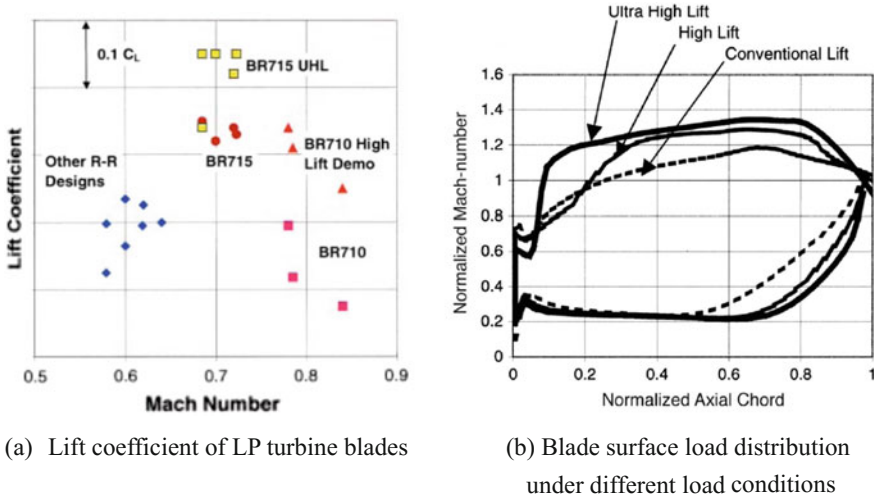 0.1 CL
BR715 UHL
BR715
BR710 High
Lift Demo
Other R-R
Designs
BR710
Lift Coefficient
0.5 0.6 0.7 0.8 0.9
Mach Number
(a) Lift coefficient of LP turbine blades
Ultra High Lift
High Lift
Conventional Lift
1.6
1.4
1.2
1
0.8
0.6
0.4
0.2
0
Normalized Mach-number
0 0.2 0.4 0.6 0.8 1
Normalized Axial Chord
(b) Blade surface load distribution
under different load conditions